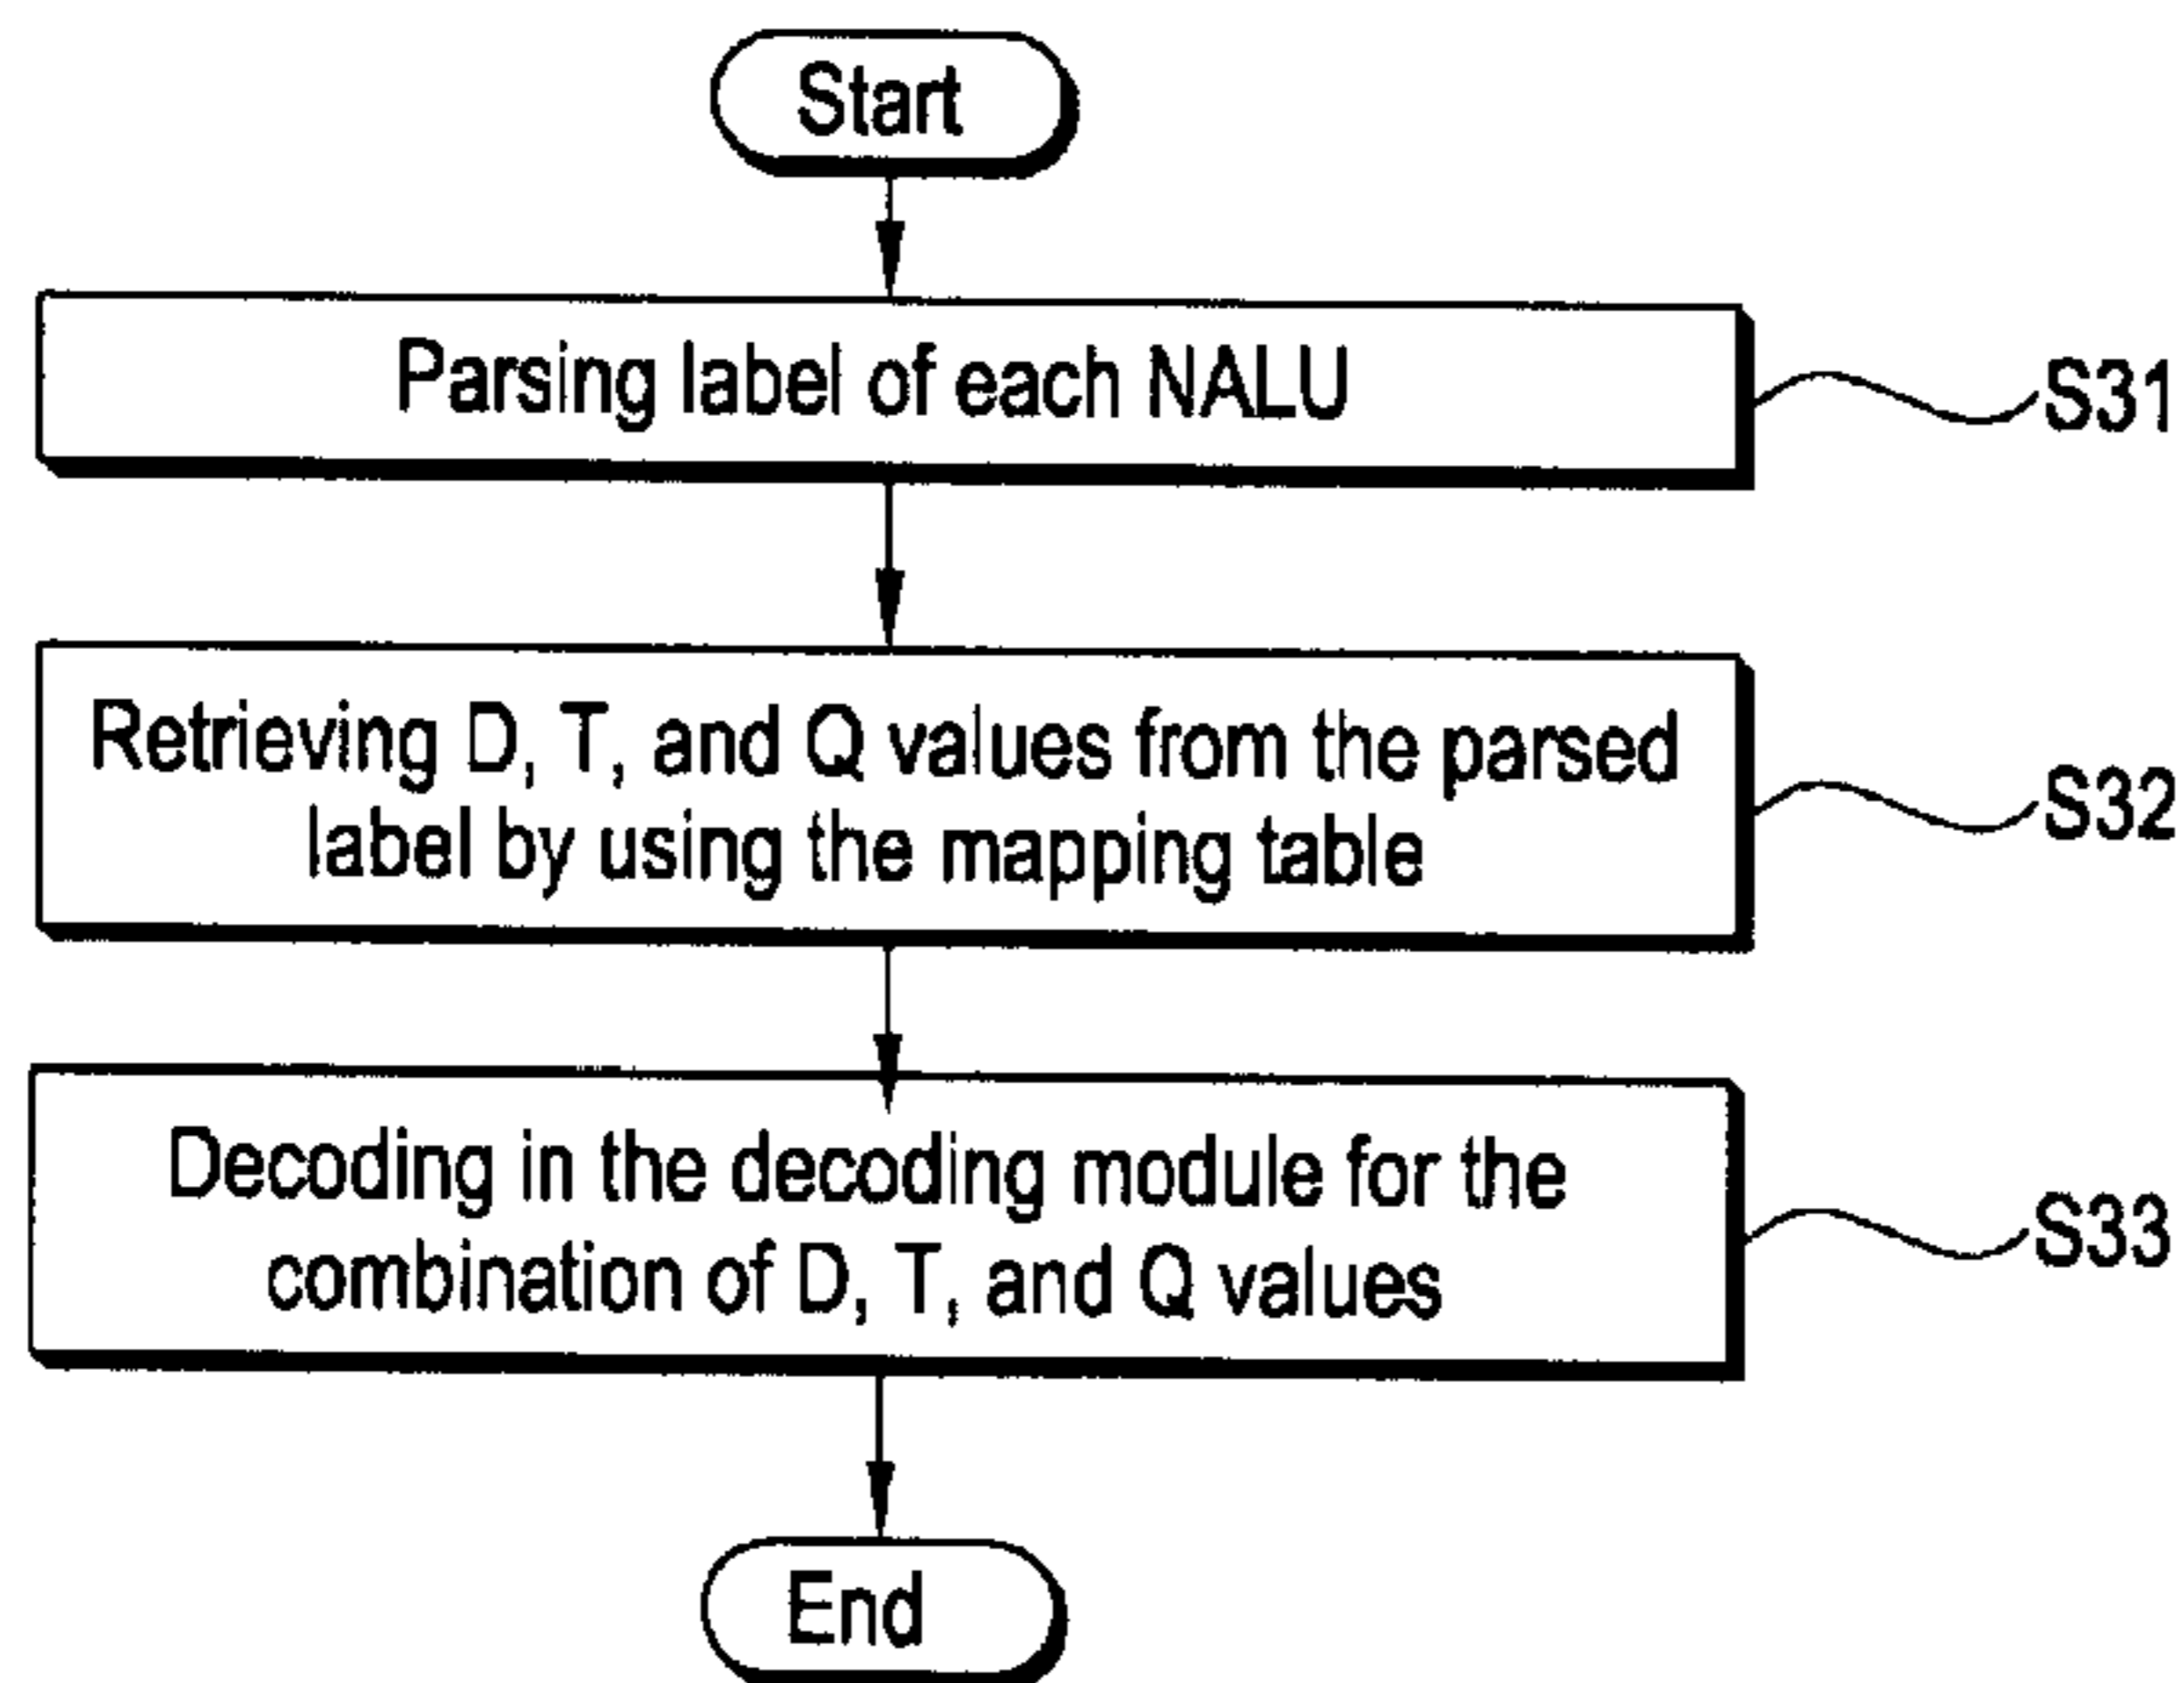 Start
Parsing label of each NALU
S31
Retrieving D, T, and Q values from the parsed
label by using the mapping table
S32
Decoding in the decoding module for the
combination of D, T, and Q values
S33
End